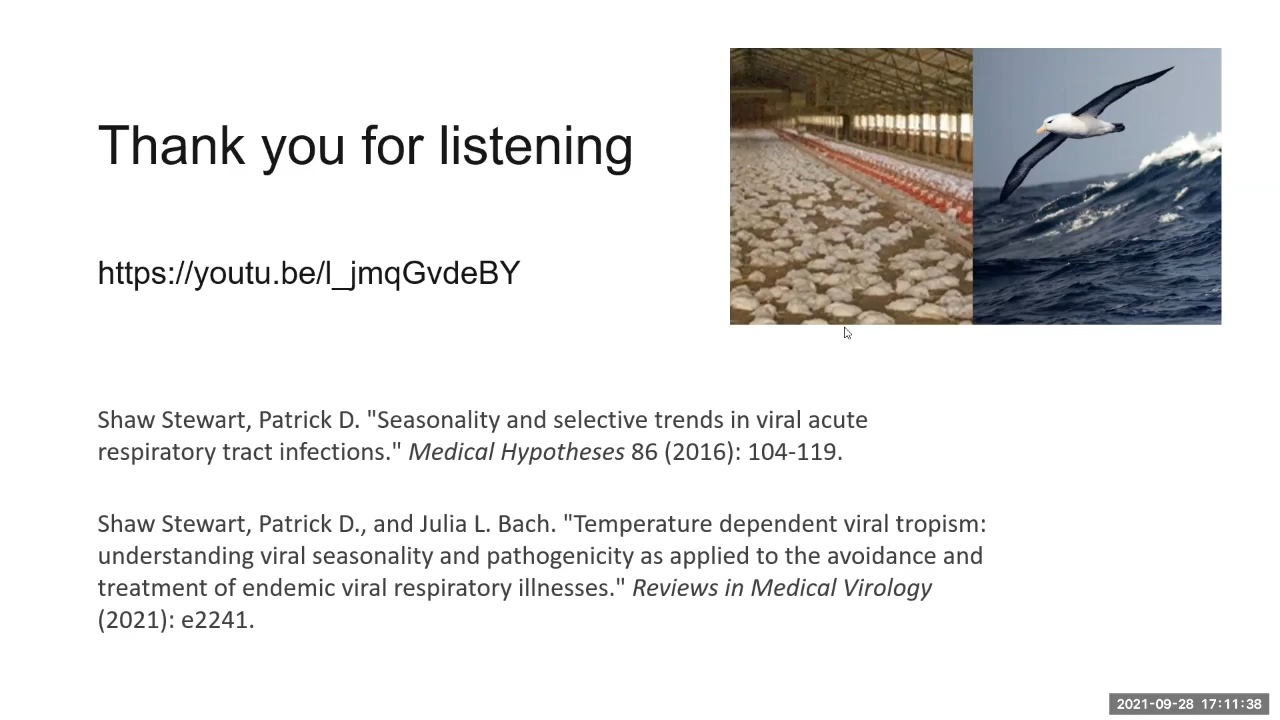 Thank you for listening
https://youtu.be/l_jmqGvdeBY
Shaw Stewart, Patrick D. "Seasonality and selective trends in viral acute
respiratory tract infections." Medical Hypotheses 86 (2016): 104-119.
Shaw Stewart, Patrick D., and Julia L. Bach. "Temperature dependent viral tropism:
understanding viral seasonality and pathogenicity as applied to the avoidance and
treatment of endemic viral respiratory illnesses." Reviews in Medical Virology
(2021): e2241.
2021-09-28 17:11:38